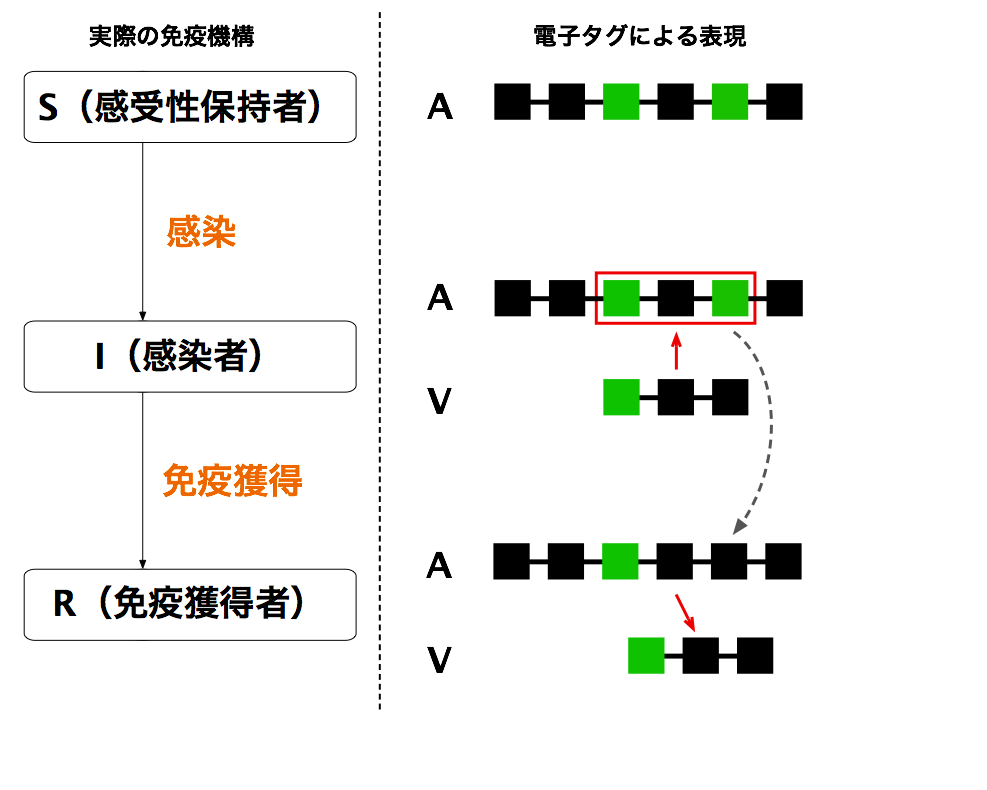 実際の免疫機構
電子タグによる表現
S（感受性保持者）
A
感染
A
I（感染者）
V
免疫獲得
A
R（免疫獲得者）
V